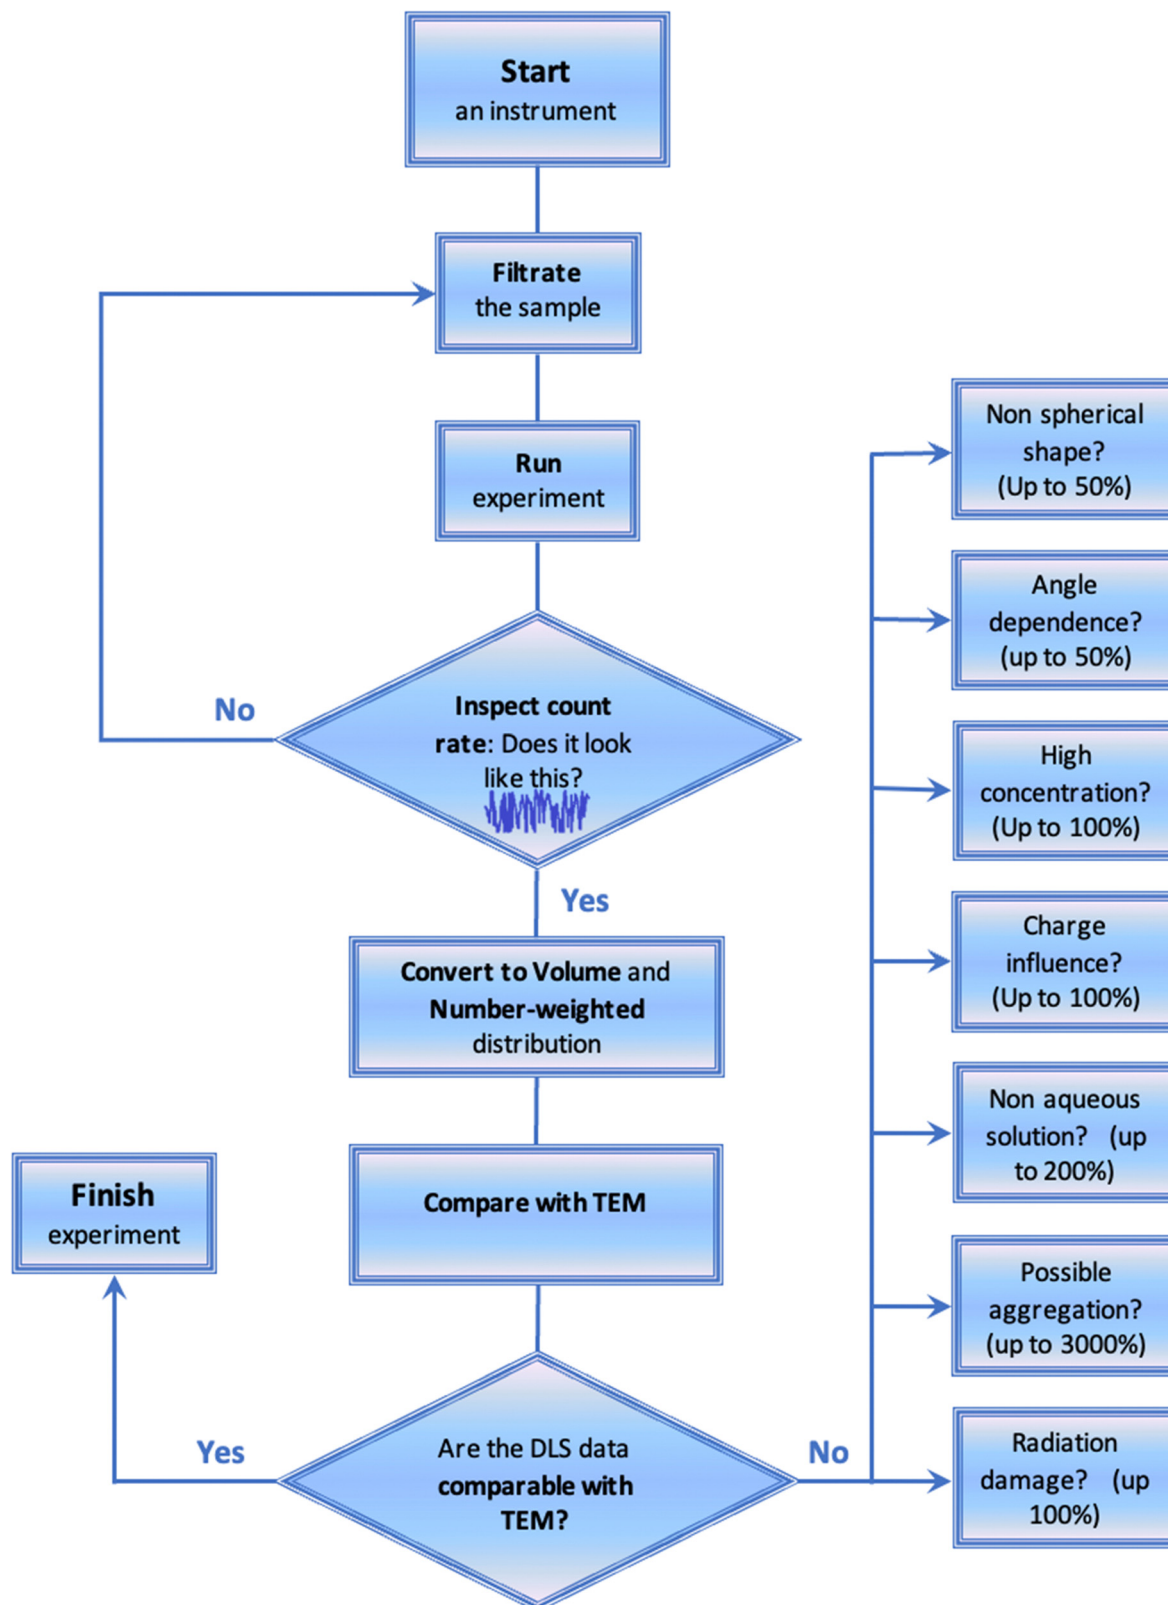 Start
an instrument
Filtrate
the sample
Run
experiment
Inspect count
rate: Does it look
like this?
No
Yes
Convert to Volume and
Number-weighted
distribution
Compare with TEM
Are the DLS data
comparable with
TEM?
Yes
Finish
experiment
No
Non spherical
shape?
(Up to 50%)
Angle
dependence?
(up to 50%)
High
concentration?
(Up to 100%)
Charge
influence?
(Up to 100%)
Non aqueous
solution? (up
to 200%)
Possible
aggregation?
(up to 3000%)
Radiation
damage? (up
100%)